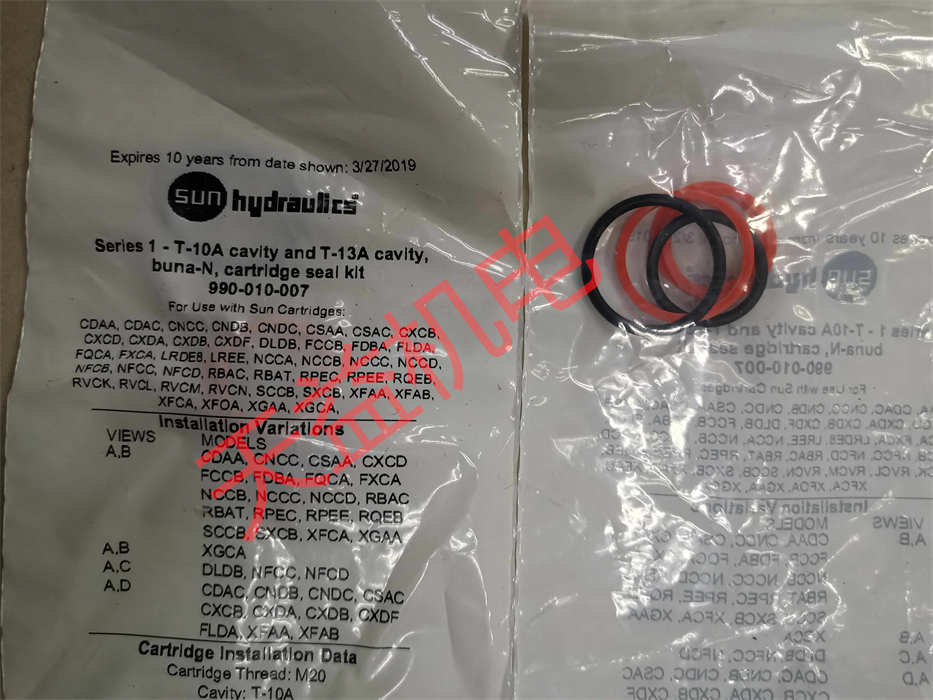 Expires 10 years from date shown: 3/27/2019
sun hydraulics
Series 1 - T-10A cavity and T-13A cavity,
buna-N, cartridge seal kit
990-010-007
For Use with Sun Cartridges:
CDAA, CDAC, CNCC, CNDB, CNDC, CSAA, CSAC, CXCB,
CXCD, CXDA, CXDB, CXDF, DLDB, FCCB, FDBA, FLDA,
FQCA, FXCA, LRDE8, LREE, NCCA, NCCB, NCCC, NCCD,
NFCB, NFCC, NFCD, RBAC, RBAT, RPEC, RPEE, RQEB,
RVCK, RVCL, RVCM, RVCN, SCCB, SXCB, XFAA, XFAB,
XFCA, XFOA, XGAA, XGCA,
Installation Variations
VIEWS MODELS
A,B CDAA, CNCC, CSAA, CXCD
FCCB, FDBA, FQCA, FXCA
NCCB, NCCC, NCCD, RBAC
RBAT, RPEC, RPEE, RQEB
SCCB, SXCB, XFCA, XGAA
A,B XGCA
A,C DLDB, NFCC, NFCD
A,D CDAC, CNDB, CNDC, CSAC
CXCB, CXDA, CXDB, CXDF
FLDA, XFAA, XFAB
Cartridge Installation Data
Cartridge Thread: M20
Cavity: T-10A
天益机电